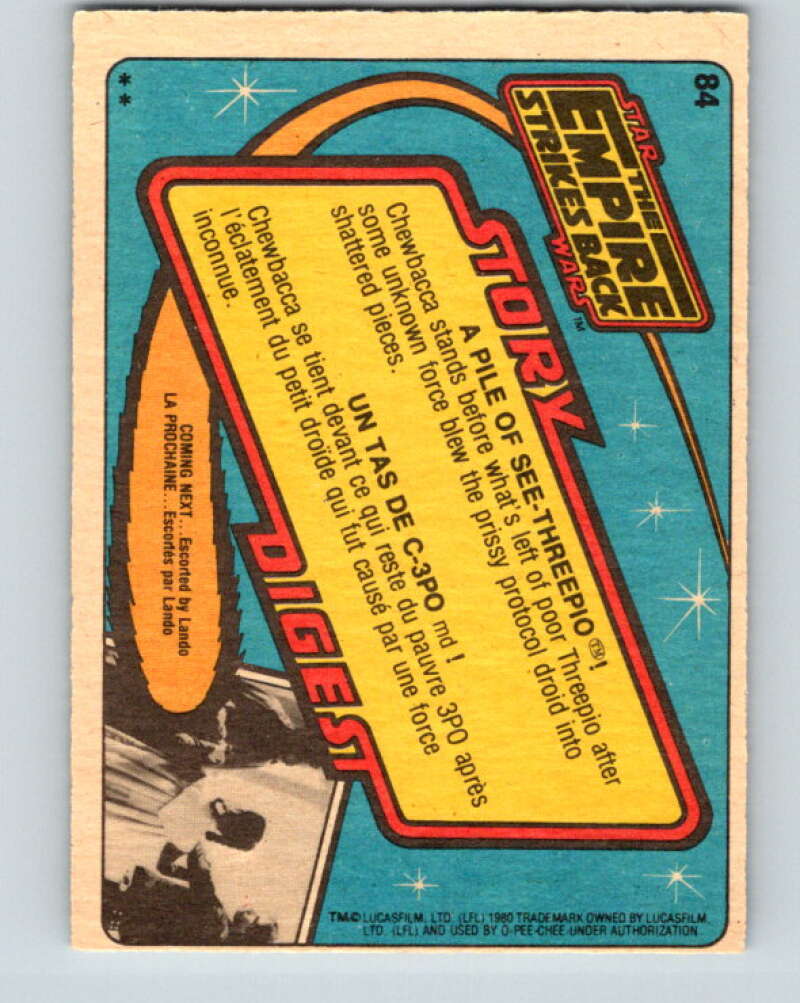 84
STAR
THE
EMPIRE
STRIKES BACK
WARS™
STORY
A PILE OF SEE-THREEPIO ™!
Chewbacca stands before what's left of poor Threepio after
some unknown force blew the prissy protocol droid into
shattered pieces.
UN TAS DE C-3PO md !
Chewbacca se tient devant ce qui reste du pauvre 3PO après
l'éclatement du petit droide qui fut causé par une force
inconnue.
DIGEST
COMING NEXT...Escorted by Lando
LA PROCHAINE...Escortés par Lando
**
TM© LUCASFILM, LTD. (LFL) 1980 TRADEMARK OWNED BY LUCASFILM,
LTD. (LFL) AND USED BY O-PEE-CHEE UNDER AUTHORIZATION.